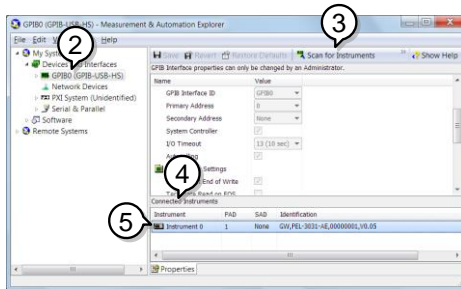 GPIB0 (GPIB-USB-HS) - Measurement & Automation Explorer
3
File Edit Help
2
Save Revert Restore Defaults Scan for Instruments Show Help
My Sys
Devices Interfaces
GPIB0 (GPIB-USB-HS)
Network Devices
PXI System (Unidentified)
Serial & Parallel
Software
Remote Systems
GPIB Interface properties can only be changed by an Administrator.
Name Value
GPIB Interface ID GPIB0
Primary Address 0
Secondary Address None
System Controller
I/O Timeout 13 (10 sec)
Settings
4
End of Write
Read on EOS
Connected Instruments
Instrument PAD SAD Identification
5
Instrument 0 1 None GW,PEL-3031-AE,00000001,V0.05
Properties